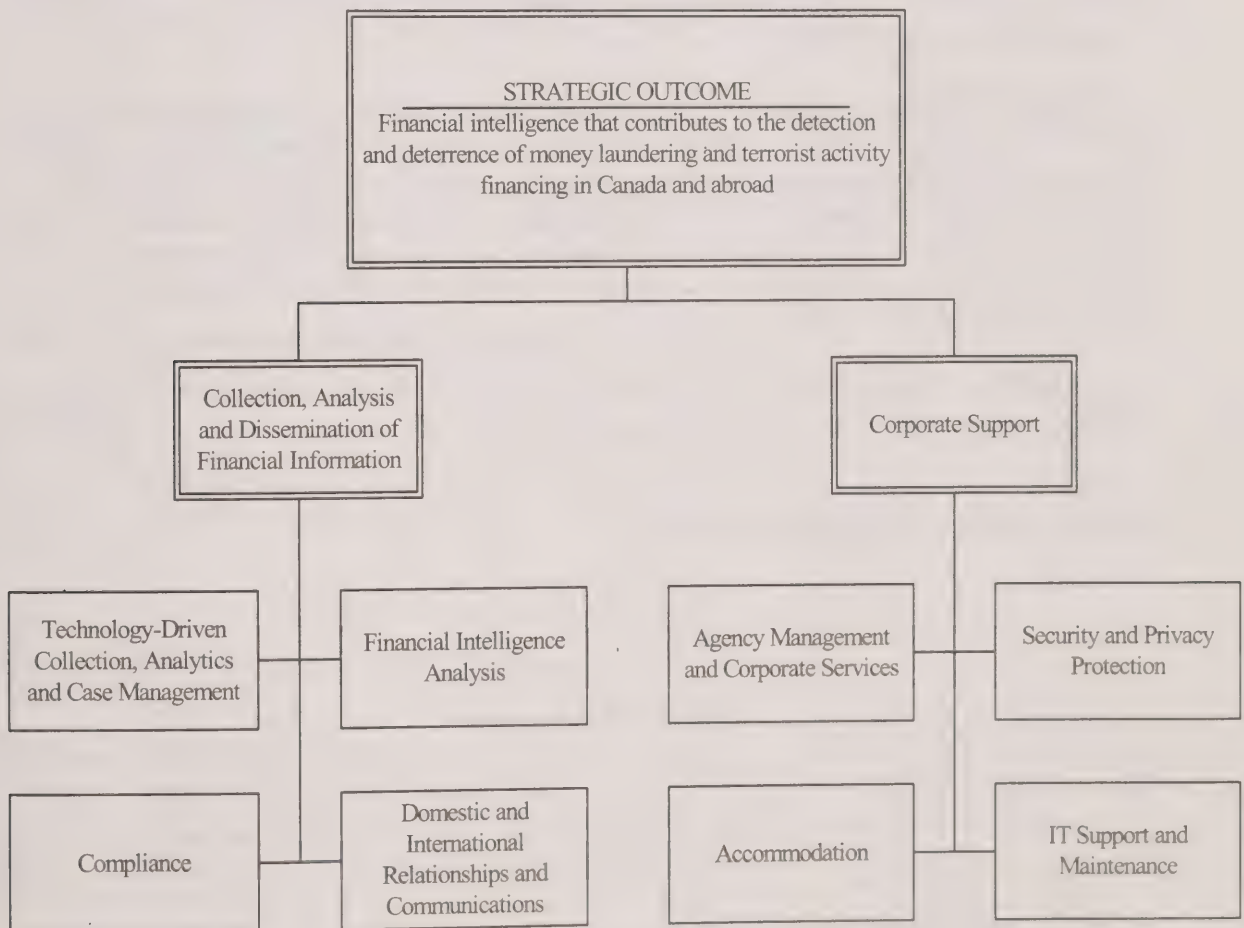 STRATEGIC OUTCOME
Financial intelligence that contributes to the detection
and deterrence of money laundering and terrorist activity
financing in Canada and abroad
Collection, Analysis
and Dissemination of
Financial Information
Corporate Support
Technology-Driven
Collection, Analytics
and Case Management
Financial Intelligence
Analysis
Agency Management
and Corporate Services
Security and Privacy
Protection
Compliance
Domestic and
International
Relationships and
Communications
Accommodation
IT Support and
Maintenance